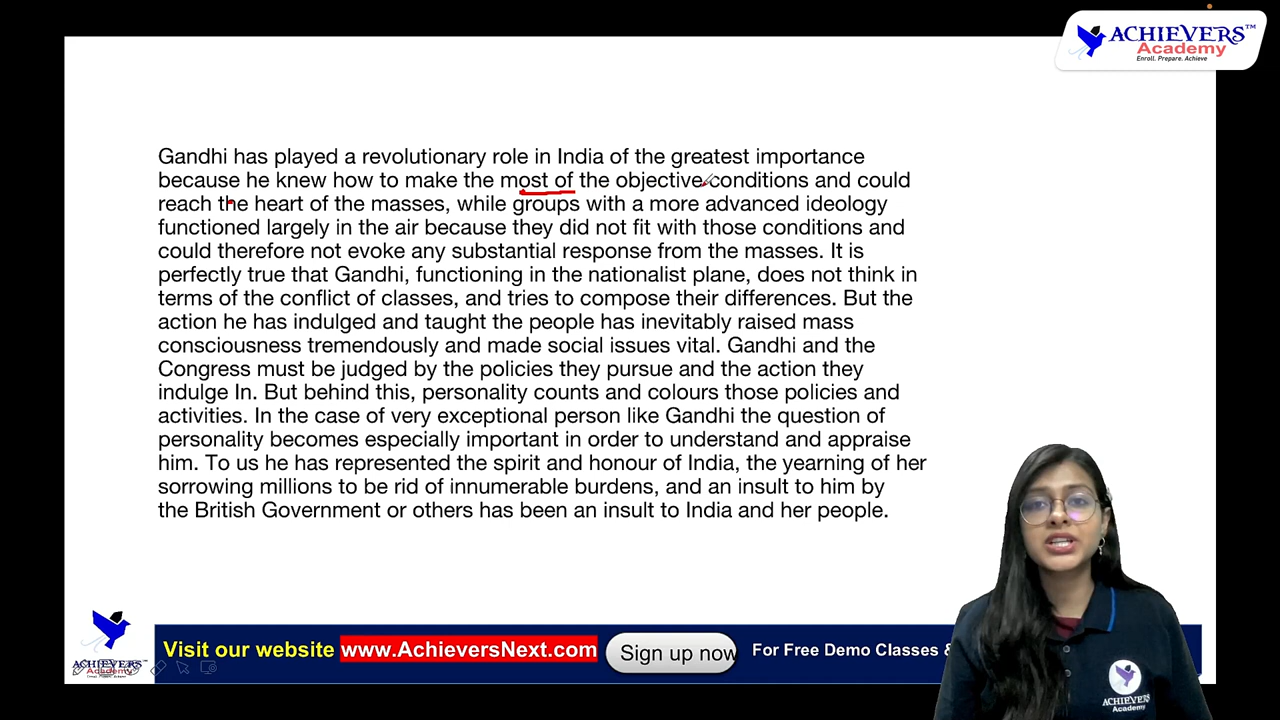 ACHIEVERS™
Academy
Enroll. Prepare. Achieve
Gandhi has played a revolutionary role in India of the greatest importance
because he knew how to make the most of the objective conditions and could
reach the heart of the masses, while groups with a more advanced ideology
functioned largely in the air because they did not fit with those conditions and
could therefore not evoke any substantial response from the masses. It is
perfectly true that Gandhi, functioning in the nationalist plane, does not think in
terms of the conflict of classes, and tries to compose their differences. But the
action he has indulged and taught the people has inevitably raised mass
consciousness tremendously and made social issues vital. Gandhi and the
Congress must be judged by the policies they pursue and the action they
indulge In. But behind this, personality counts and colours those policies and
activities. In the case of very exceptional person like Gandhi the question of
personality becomes especially important in order to understand and appraise
him. To us he has represented the spirit and honour of India, the yearning of her
sorrowing millions to be rid of innumerable burdens, and an insult to him by
the British Government or others has been an insult to India and her people.
ACHIEVERS™
Academy
Visit our website www.AchieversNext.com Sign up now For Free Demo Classes &
ACHIEVERS
Academy